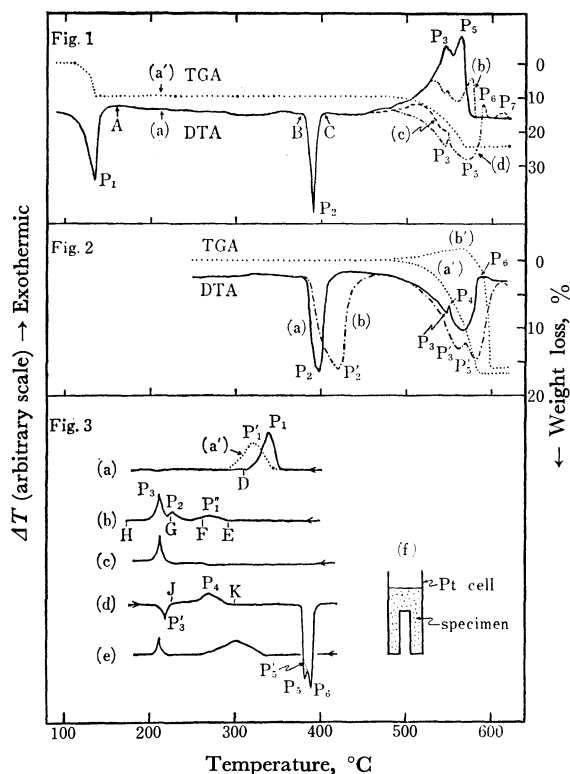 Fig. 1
P₃
P₅
(a')
TGA
(b)
P₆
P₇
0
A
(a)
DTA
B
C
(c)
(d)
10
P₁
P₂
P₃
P₅
20
30
Fig. 2
TGA
(b')
(a')
P₆
0
DTA
(a)
(b)
P₄
P₃
P'₃
P'₅
10
P₂
P'₂
20
Fig. 3
(a)
(a')
P'₁
P₁
D
(b)
P₃
P₂
P''₁
H
G
F
E
(c)
(d)
J
P₄
K
P'₃
(e)
P'₅
P₅
P₆
(f)
Pt cell
specimen
ΔT (arbitrary scale) → Exothermic
← Weight loss, %
100
200
300
400
500
600
Temperature, °C